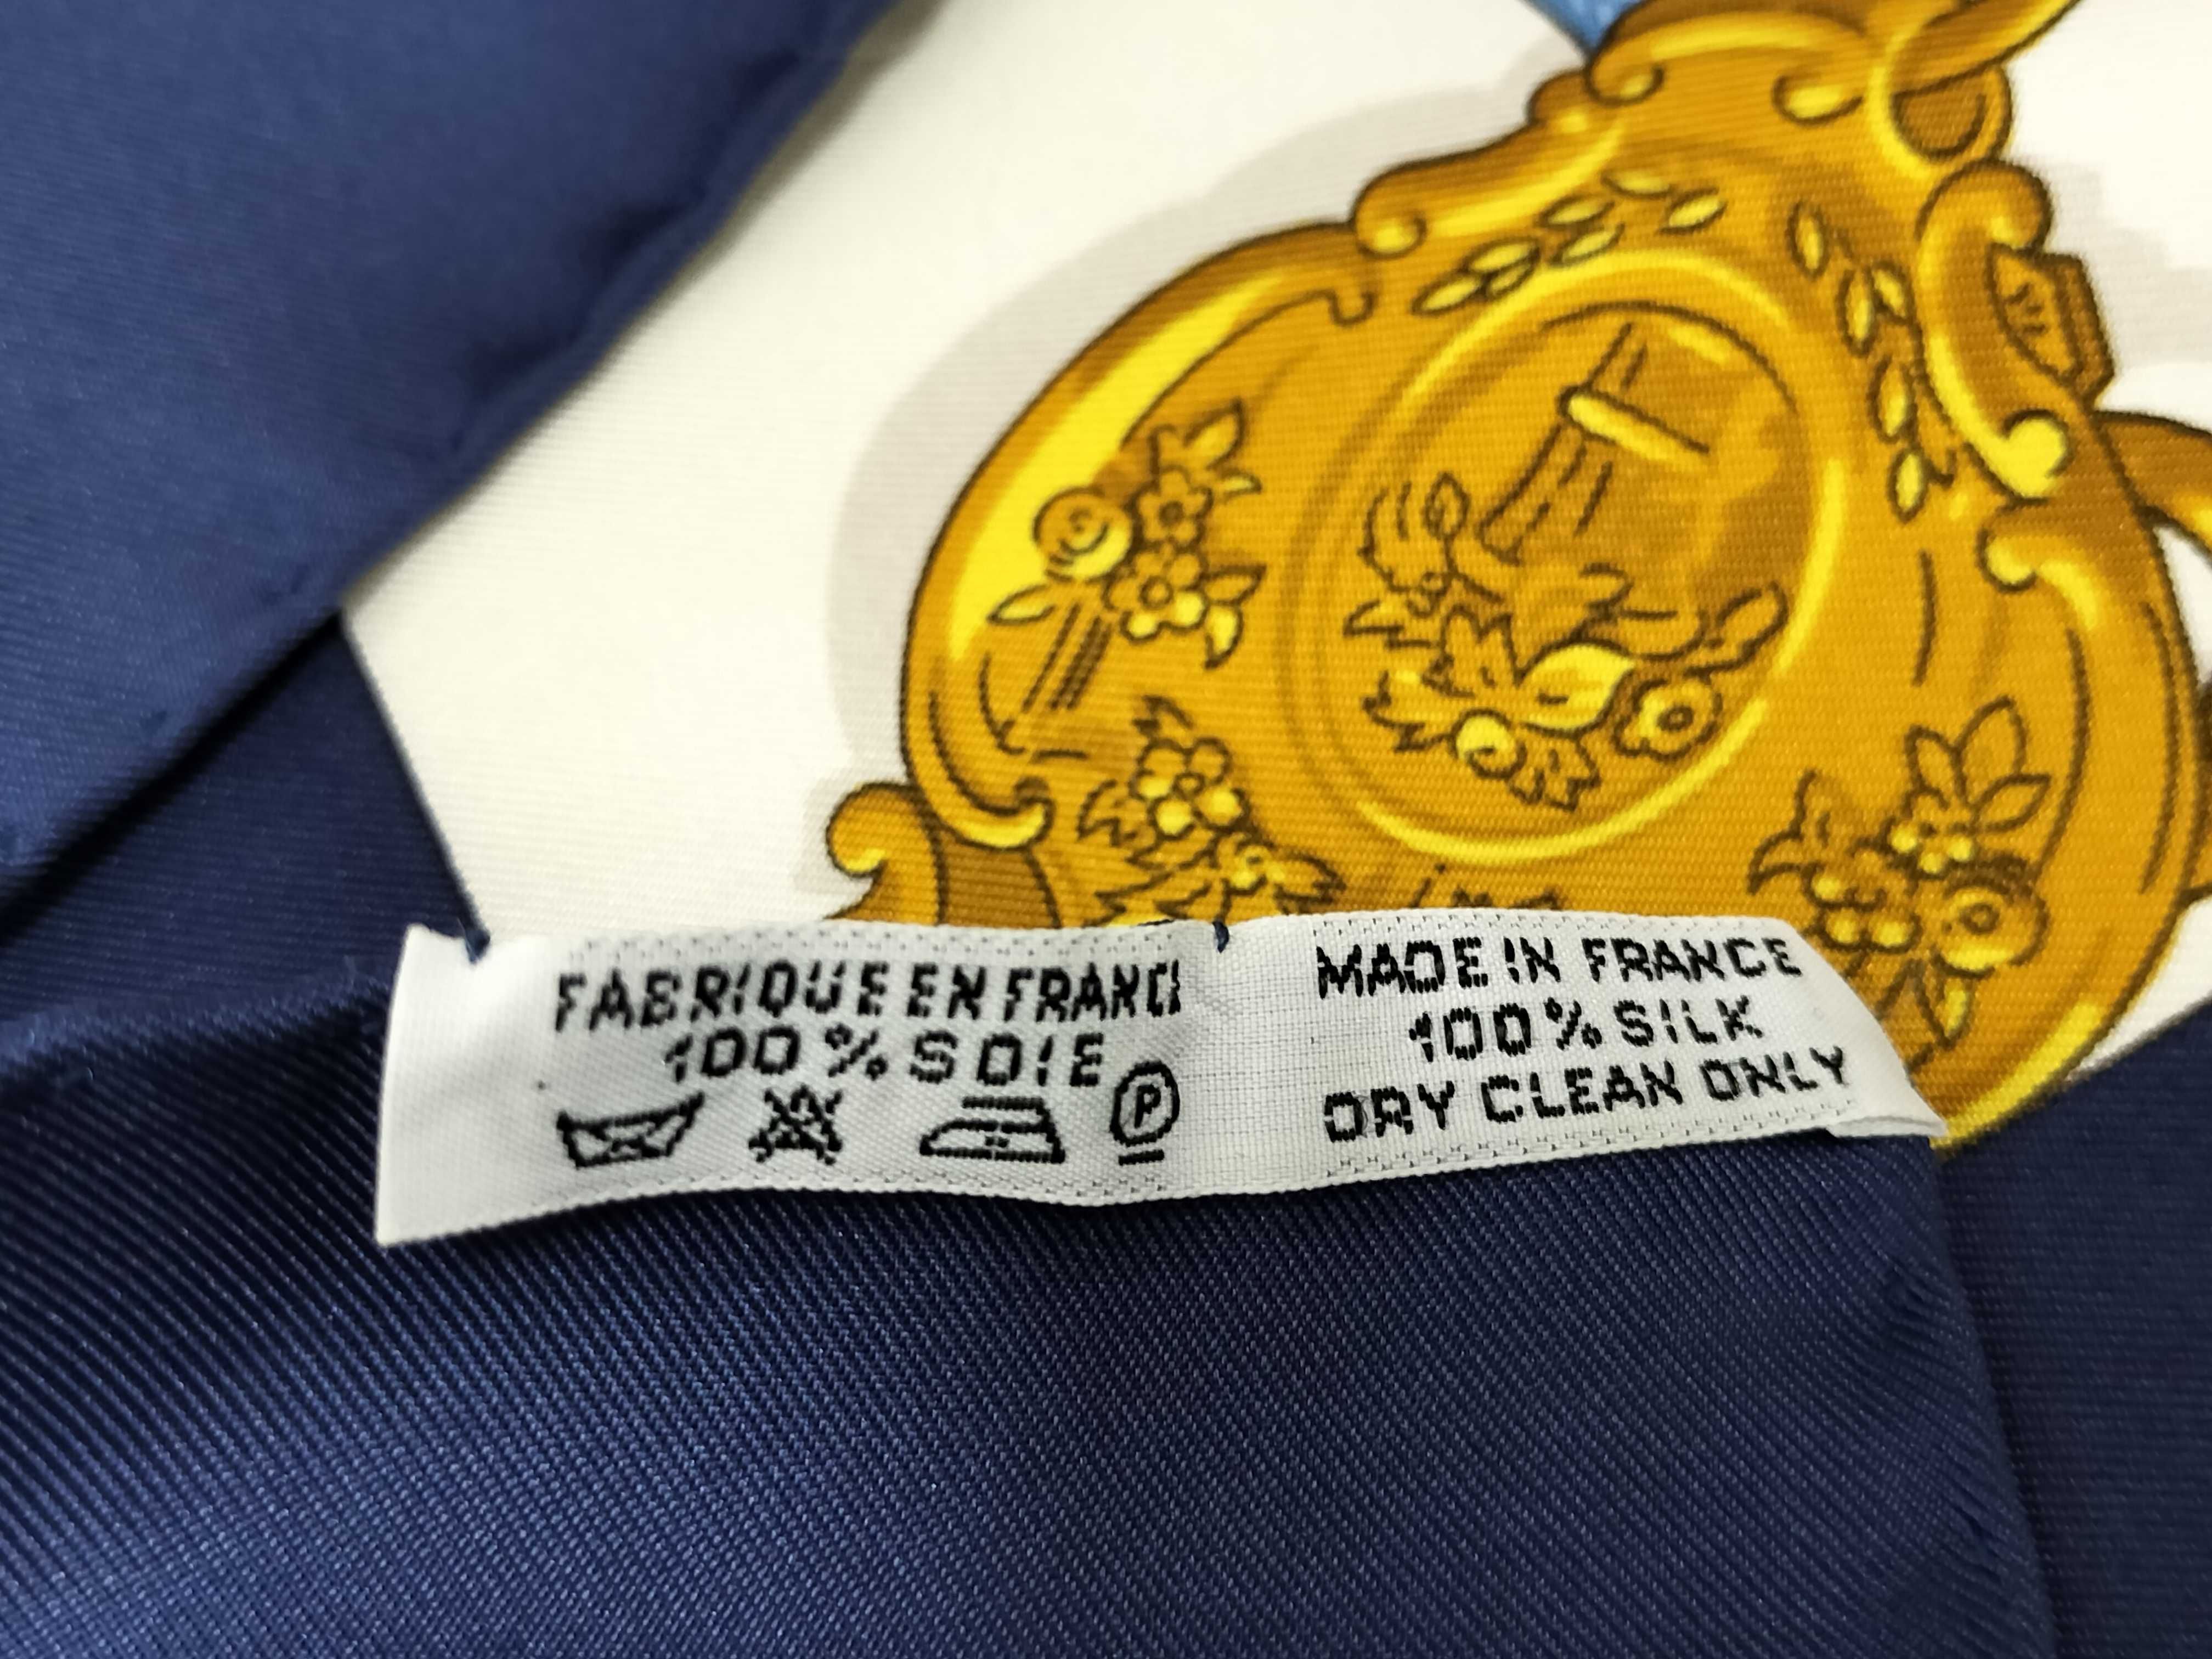 FABRIQUE EN FRANCE
100% SOIE
P
MADE IN FRANCE
100% SILK
DRY CLEAN ONLY